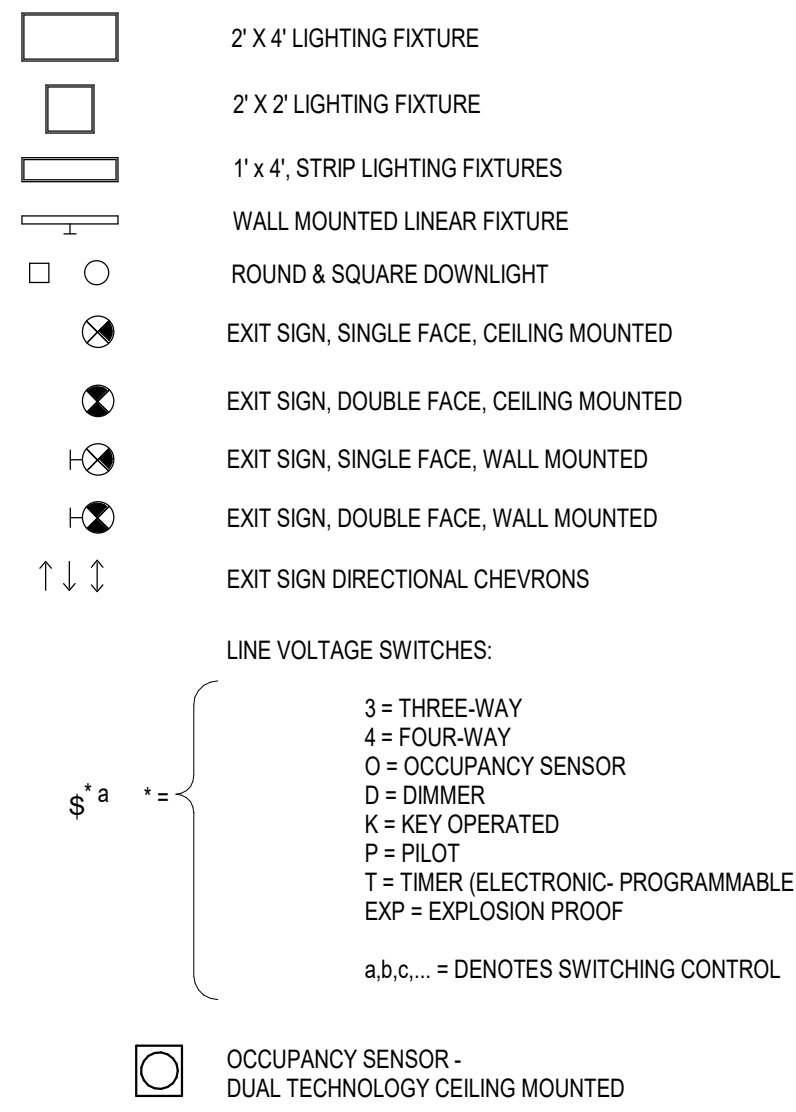 2' X 4' LIGHTING FIXTURE
2' X 2' LIGHTING FIXTURE
1' x 4', STRIP LIGHTING FIXTURES
WALL MOUNTED LINEAR FIXTURE
ROUND & SQUARE DOWNLIGHT
EXIT SIGN, SINGLE FACE, CEILING MOUNTED
EXIT SIGN, DOUBLE FACE, CEILING MOUNTED
EXIT SIGN, SINGLE FACE, WALL MOUNTED
EXIT SIGN, DOUBLE FACE, WALL MOUNTED
↑ ↓ ↕ EXIT SIGN DIRECTIONAL CHEVRONS
LINE VOLTAGE SWITCHES:
$* a * =
3 = THREE-WAY
4 = FOUR-WAY
O = OCCUPANCY SENSOR
D = DIMMER
K = KEY OPERATED
P = PILOT
T = TIMER (ELECTRONIC- PROGRAMMABLE
EXP = EXPLOSION PROOF
a,b,c,... = DENOTES SWITCHING CONTROL
OCCUPANCY SENSOR -
DUAL TECHNOLOGY CEILING MOUNTED